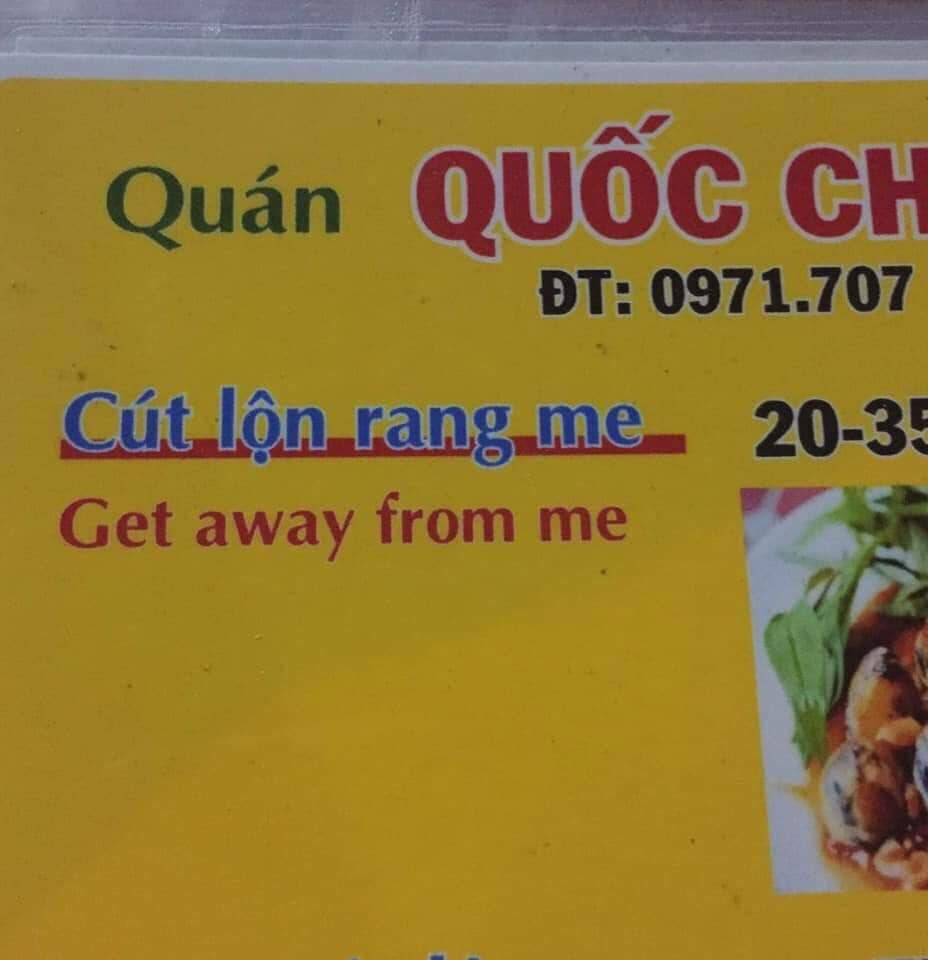 Quán QUỐC CH
ĐT: 0971.707
Cút lộn rang me 20-35
Get away from me